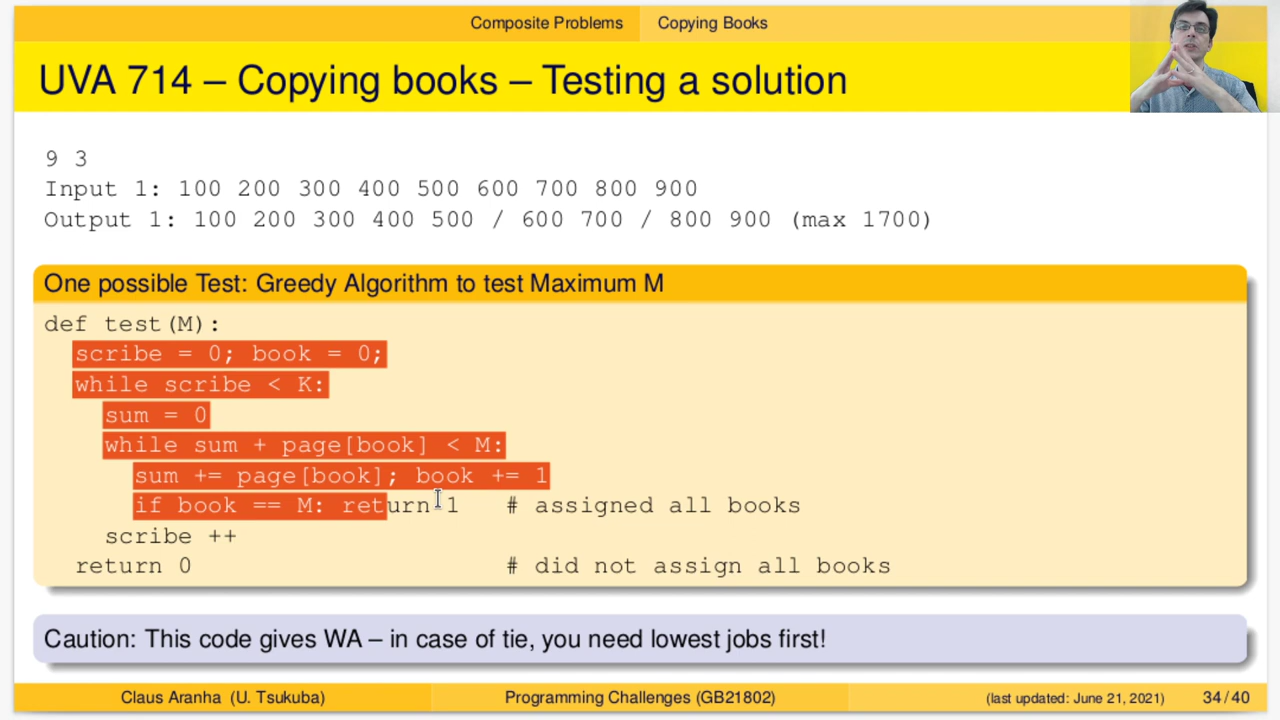 Composite Problems Copying Books
UVA 714 – Copying books – Testing a solution
9 3
Input 1: 100 200 300 400 500 600 700 800 900
Output 1: 100 200 300 400 500 / 600 700 / 800 900 (max 1700)
One possible Test: Greedy Algorithm to test Maximum M
def test(M):
scribe = 0; book = 0;
while scribe < K:
sum = 0
while sum + page[book] < M:
sum += page[book]; book += 1
if book == M: return 1 # assigned all books
scribe ++
return 0 # did not assign all books
Caution: This code gives WA – in case of tie, you need lowest jobs first!
Claus Aranha (U. Tsukuba) Programming Challenges (GB21802) (last updated: June 21, 2021) 34 / 40